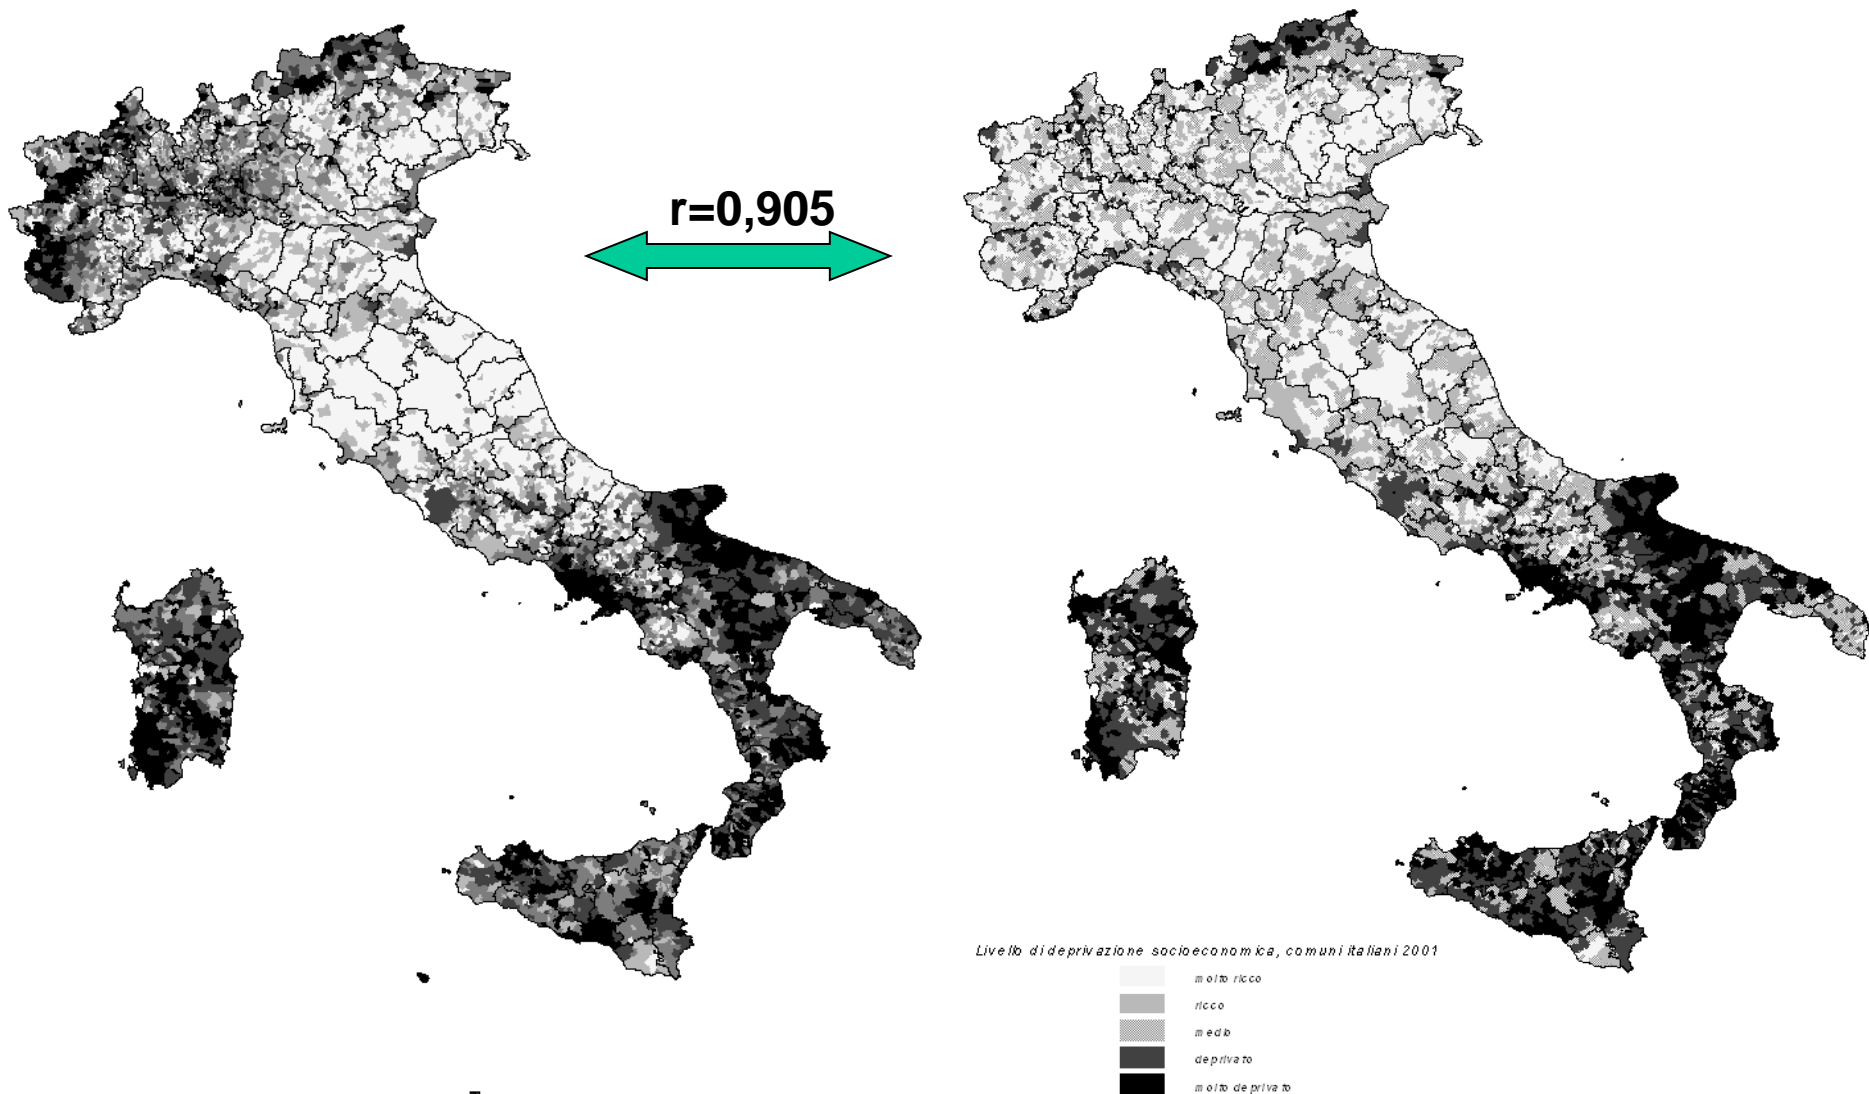 r=0,905
Livello di deprivazione socioeconomica, comuni italiani 2001
molto ricco
ricco
medio
deprivato
molto deprivato